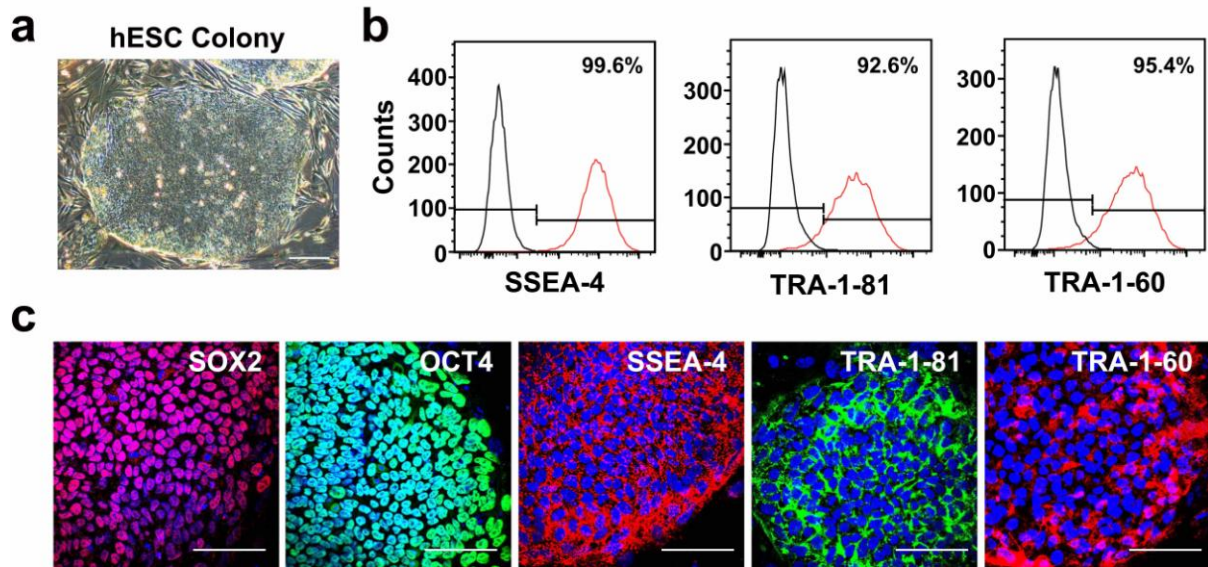 a
hESC Colony
b
99.6%
92.6%
95.4%
Counts
400
300
200
100
0
300
200
100
0
300
200
100
0
SSEA-4
TRA-1-81
TRA-1-60
c
SOX2
OCT4
SSEA-4
TRA-1-81
TRA-1-60